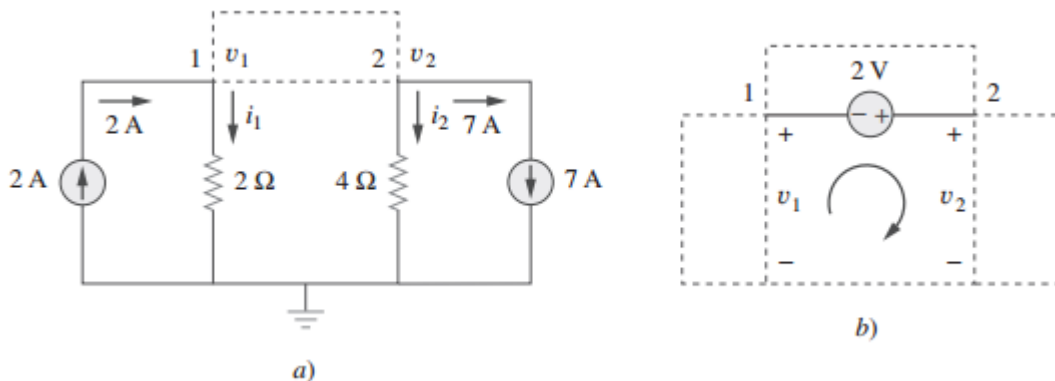 1 v₁ 2 v₂
2 A i₁ i₂ 7 A
2 A 2 Ω 4 Ω 7 A
a)
2 V
1 2
− +
+ +
v₁ v₂
− −
b)